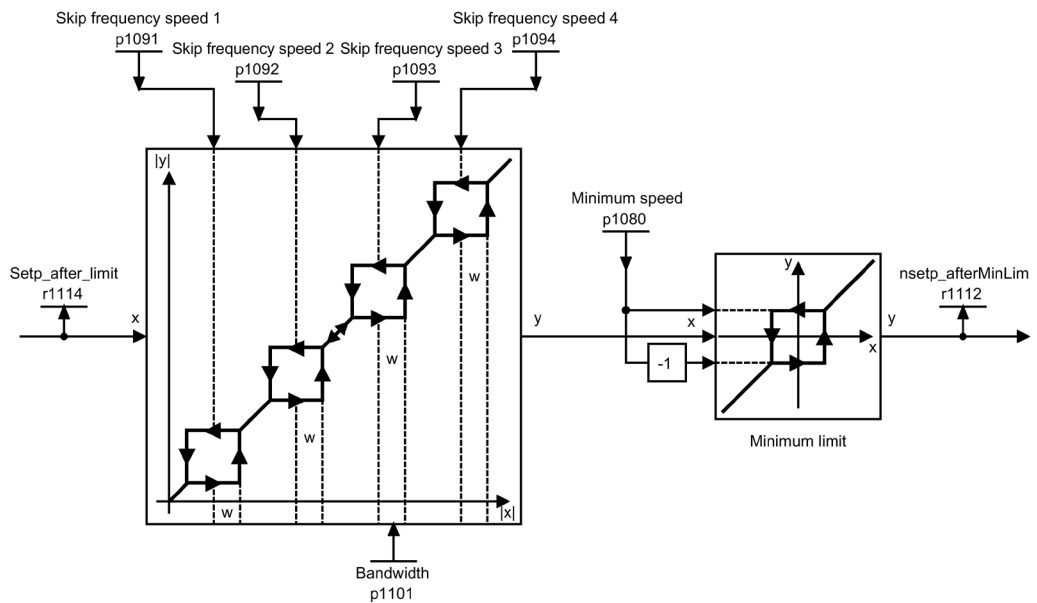 Skip frequency speed 1
p1091
Skip frequency speed 2
p1092
Skip frequency speed 3
p1093
Skip frequency speed 4
p1094
|y|
w
w
w
w
|x|
Setp_after_limit
r1114
x
y
Bandwidth
p1101
Minimum speed
p1080
x
-1
y
x
Minimum limit
y
nsetp_afterMinLim
r1112